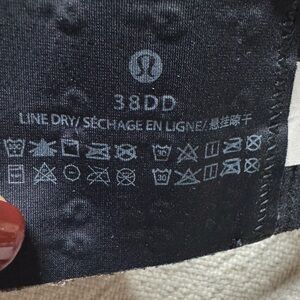 38DD
LINE DRY/ SÉCHAGE EN LIGNE/ 悬挂晾干